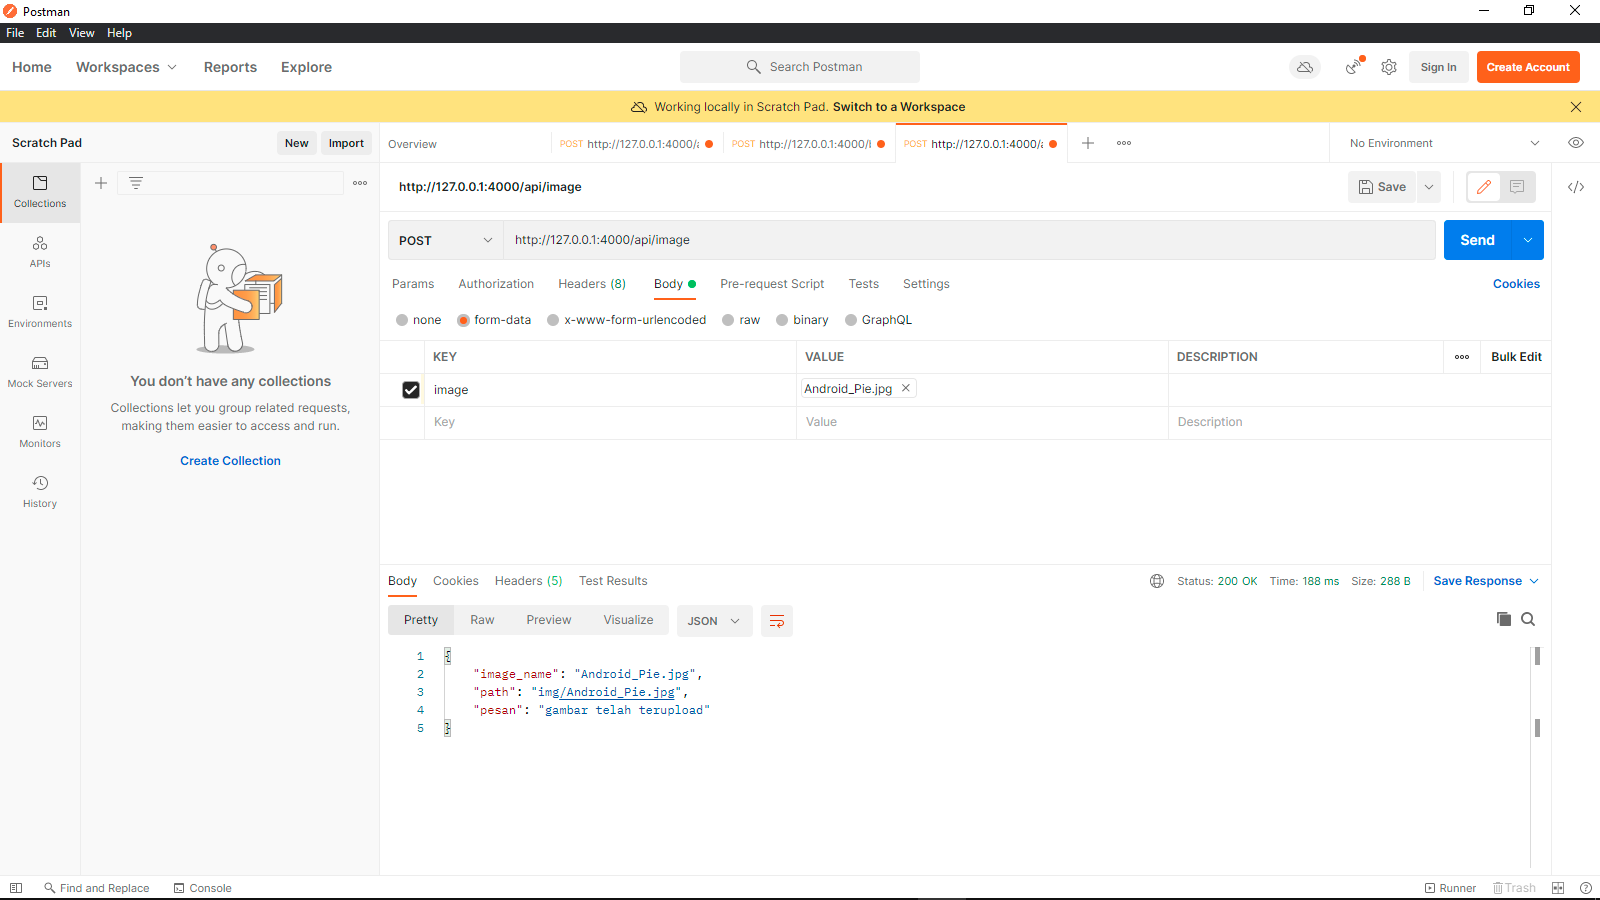 Postman
File Edit View Help
Home Workspaces Reports Explore Search Postman Sign In Create Account
Working locally in Scratch Pad. Switch to a Workspace
Scratch Pad New Import Overview POST http://127.0.0.1:4000/a POST http://127.0.0.1:4000/l POST http://127.0.0.1:4000/a No Environment
http://127.0.0.1:4000/api/image Save
Collections
POST http://127.0.0.1:4000/api/image Send
APIs
Params Authorization Headers (8) Body Pre-request Script Tests Settings Cookies
Environments
none form-data x-www-form-urlencoded raw binary GraphQL
KEY VALUE DESCRIPTION Bulk Edit
Mock Servers
image Android_Pie.jpg
Key Value Description
You don't have any collections
Collections let you group related requests,
making them easier to access and run.
Create Collection
Monitors
History
Body Cookies Headers (5) Test Results Status: 200 OK Time: 188 ms Size: 288 B Save Response
Pretty Raw Preview Visualize JSON
1 {
2 "image_name": "Android_Pie.jpg",
3 "path": "img/Android_Pie.jpg",
4 "pesan": "gambar telah terupload"
5 }
Find and Replace Console Runner Trash